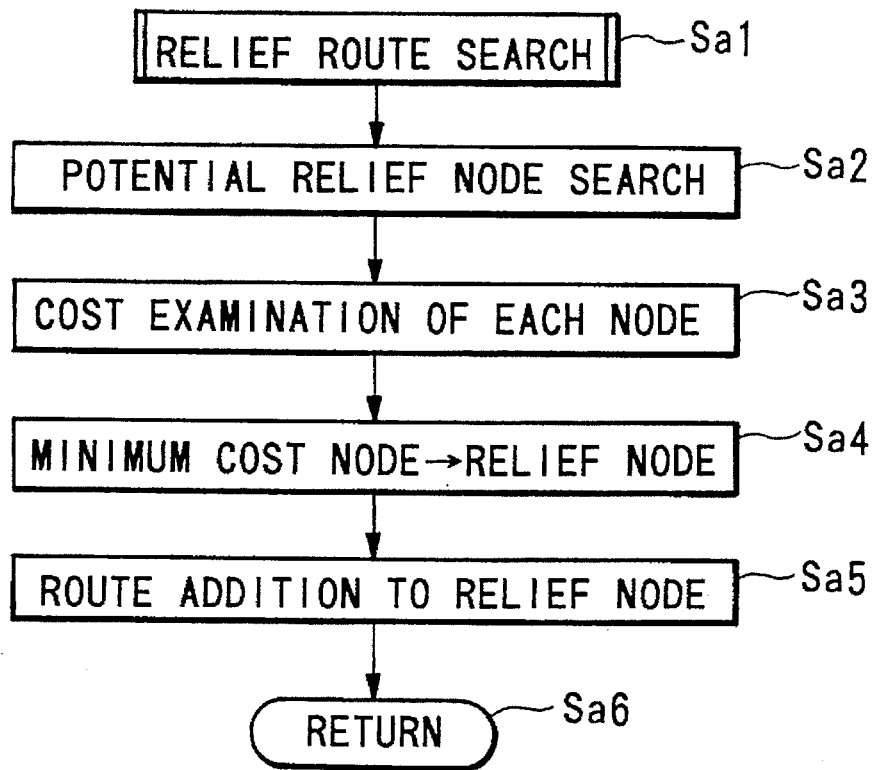 RELIEF ROUTE SEARCH Sa1
POTENTIAL RELIEF NODE SEARCH Sa2
COST EXAMINATION OF EACH NODE Sa3
MINIMUM COST NODE→RELIEF NODE Sa4
ROUTE ADDITION TO RELIEF NODE Sa5
RETURN Sa6